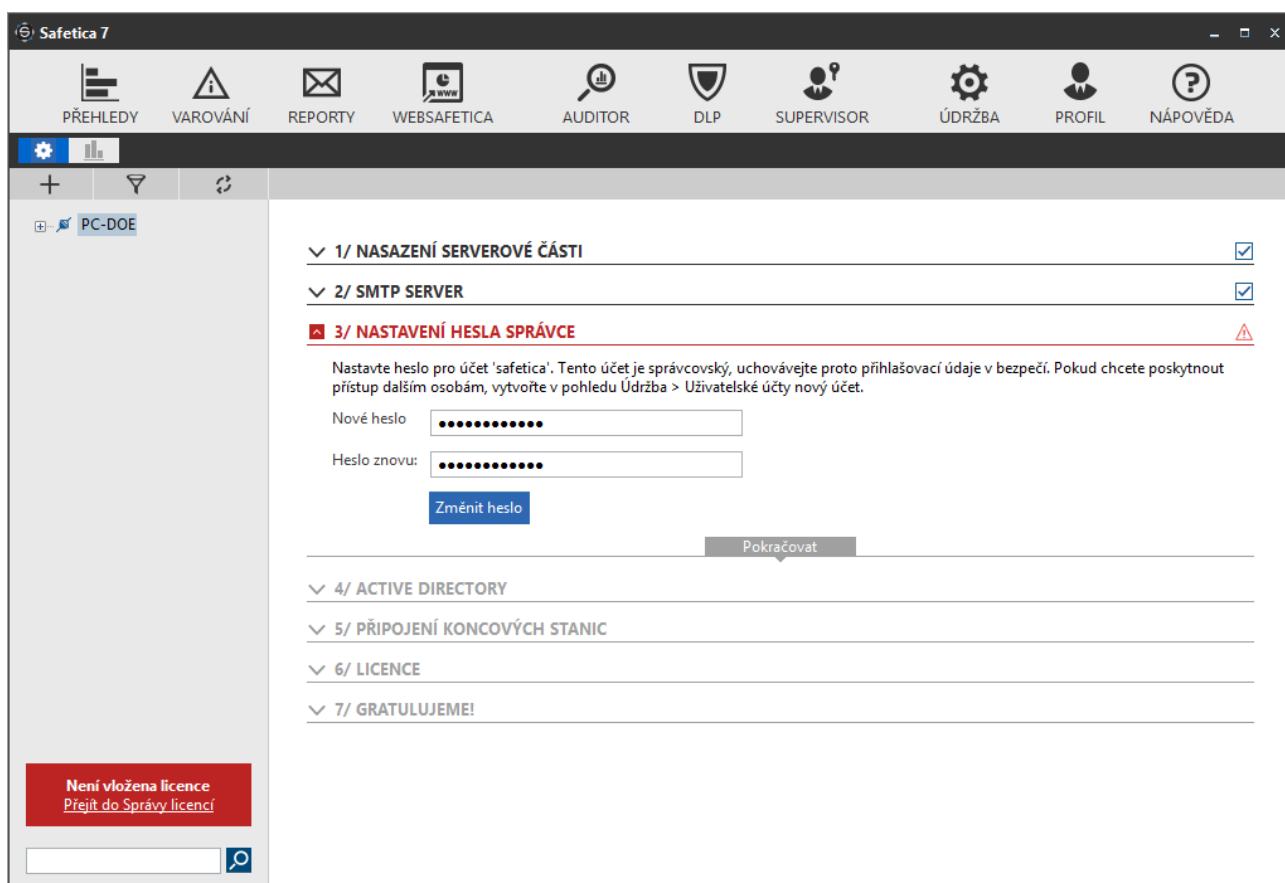 Safetica 7
PŘEHLEDY VAROVÁNÍ REPORTY WEBSAFETICA AUDITOR DLP SUPERVISOR ÚDRŽBA PROFIL NÁPOVĚDA
WWW
PC-DOE
1/ NASAZENÍ SERVEROVÉ ČÁSTI
2/ SMTP SERVER
3/ NASTAVENÍ HESLA SPRÁVCE
Nastavte heslo pro účet 'safetica'. Tento účet je správcovský, uchovávejte proto přihlašovací údaje v bezpečí. Pokud chcete poskytnout
přístup dalším osobám, vytvořte v pohledu Údržba > Uživatelské účty nový účet.
Nové heslo ●●●●●●●●●●●●
Heslo znovu: ●●●●●●●●●●●●
Změnit heslo
Pokračovat
4/ ACTIVE DIRECTORY
5/ PŘIPOJENÍ KONCOVÝCH STANIC
6/ LICENCE
7/ GRATULUJEME!
Není vložena licence
Přejít do Správy licencí